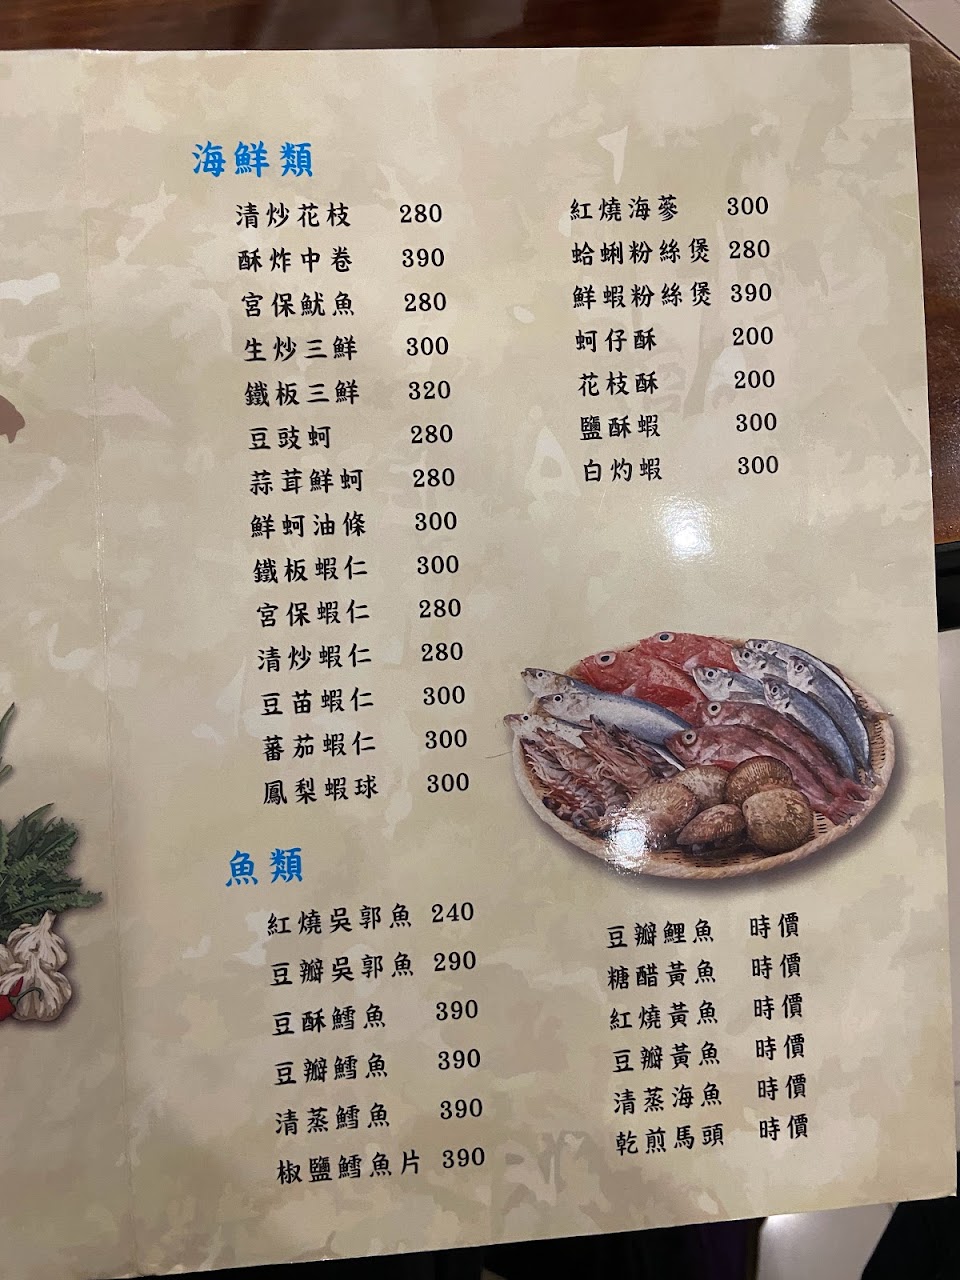 海鮮類
清炒花枝 280
酥炸中卷 390
宮保魷魚 280
生炒三鮮 300
鐵板三鮮 320
豆豉蚵 280
蒜茸鮮蚵 280
鮮蚵油條 300
鐵板蝦仁 300
宮保蝦仁 280
清炒蝦仁 280
豆苗蝦仁 300
蕃茄蝦仁 300
鳳梨蝦球 300
紅燒海蔘 300
蛤蜊粉絲煲 280
鮮蝦粉絲煲 390
蚵仔酥 200
花枝酥 200
鹽酥蝦 300
白灼蝦 300
魚類
紅燒吳郭魚 240
豆瓣吳郭魚 290
豆酥鱈魚 390
豆瓣鱈魚 390
清蒸鱈魚 390
椒鹽鱈魚片 390
豆瓣鯉魚 時價
糖醋黃魚 時價
紅燒黃魚 時價
豆瓣黃魚 時價
清蒸海魚 時價
乾煎馬頭 時價